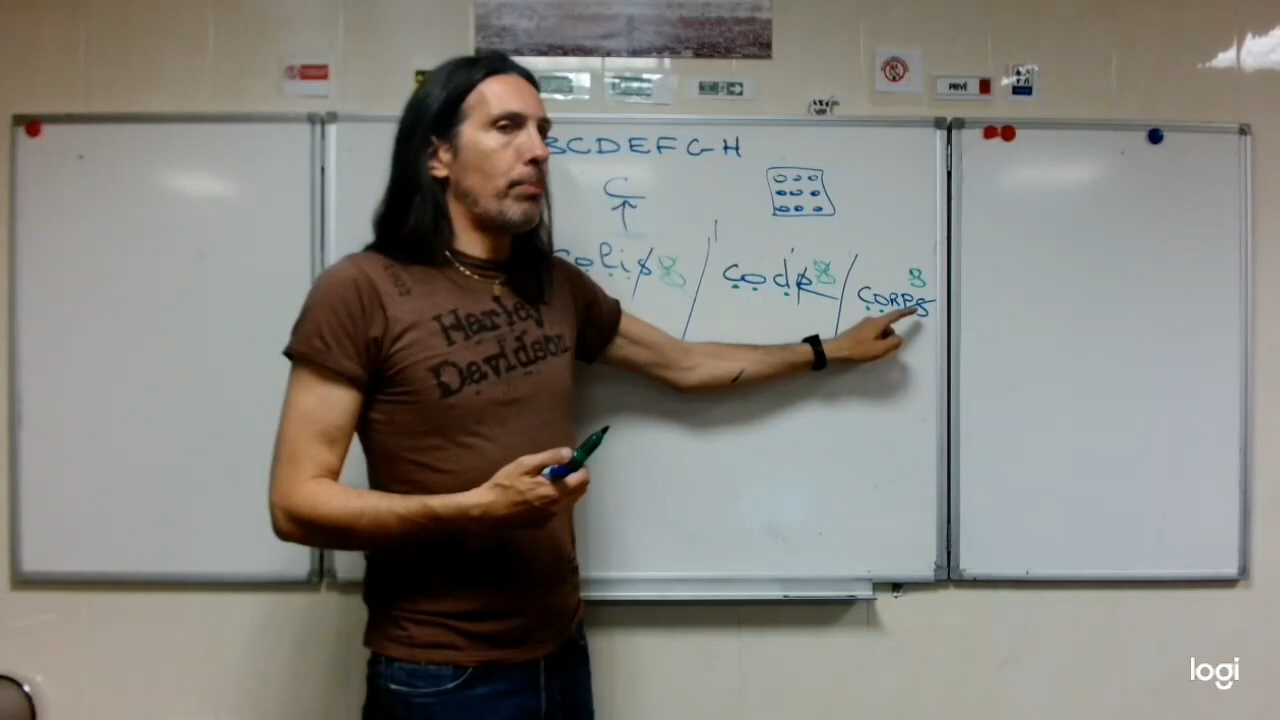 PRIVÉ
BCDEFGH
C
colis 8 / code 8 / CORPS 8
Harley
Davidson
logi